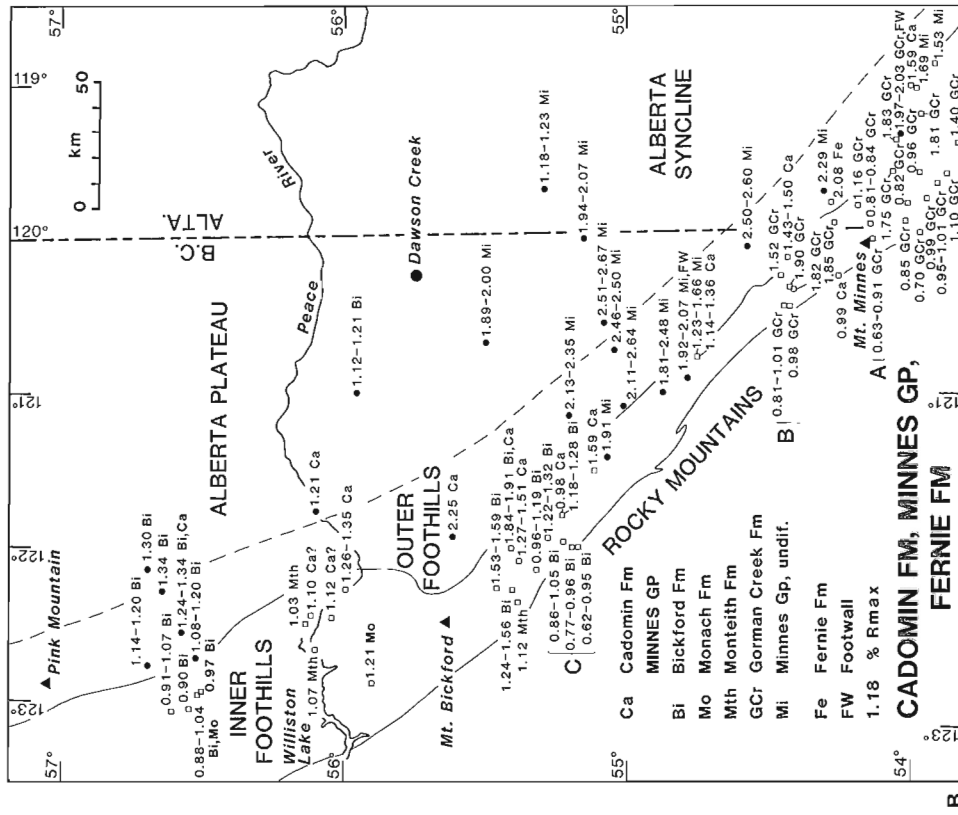 57°
119°
km
0 50
River
Peace
120°
ALTA.
B.C.
Dawson Creek
ALBERTA PLATEAU
121°
Pink Mountain
122°
123°
56°
57°
1.14–1.20 Bi
1.30 Bi
1.34 Bi
0.91–1.07 Bi
0.90 Bi
1.24–1.34 Bi,Ca
1.08–1.20 Bi
0.97 Bi
0.88–1.04
Bi,Mo
INNER
FOOTHILLS
Williston
Lake
1.07 Mth
1.03 Mth
1.10 Ca?
1.12 Ca?
1.26–1.35 Ca
1.21 Ca
1.12–1.21 Bi
56°
1.21 Mo
Mt. Bickford
OUTER
FOOTHILLS
2.25 Ca
1.89–2.00 Mi
1.18–1.23 Mi
1.94–2.07 Mi
1.53–1.59 Bi
1.24–1.56 Bi
1.84–1.91 Bi,Ca
1.12 Mth
1.27–1.51 Ca
0.96–1.19 Bi
1.22–1.32 Bi
0.86–1.05 Bi
0.98 Ca
C
0.77–0.96 Bi
1.18–1.28 Bi
0.62–0.95 Bi
2.13–2.35 Mi
1.59 Ca
1.91 Mi
2.51–2.67 Mi
2.46–2.50 Mi
2.11–2.64 Mi
55°
55°
ALBERTA
SYNCLINE
1.81–2.48 Mi
1.92–2.07 Mi,FW
1.23–1.66 Mi
1.14–1.36 Ca
2.50–2.60 Mi
ROCKY MOUNTAINS
1.52 GCr
1.43–1.50 Ca
1.90 GCr
B
0.81–1.01 GCr
0.98 GCr
1.82 GCr
1.85 GCr
2.29 Mi
2.08 Fe
0.99 Ca
1.16 GCr
Mt. Minnes
0.81–0.84 GCr
A
0.63–0.91 GCr
1.75 GCr
1.83 GCr
0.82 GCr
1.97–2.03 GCr,FW
0.85 GCr
0.96 GCr
1.59 Ca
1.69 Mi
0.70 GCr
0.99 GCr
1.81 GCr
1.53 Mi
0.95–1.01 GCr
1.10 GCr
1.40 GCr
Ca Cadomin Fm
MINNES GP
Bi Bickford Fm
Mo Monach Fm
Mth Monteith Fm
GCr Gorman Creek Fm
Mi Minnes Gp, undif.
Fe Fernie Fm
FW Footwall
1.18 % Rmax
54°
54°
121°
123°
CADOMIN FM, MINNES GP,
FERNIE FM
B